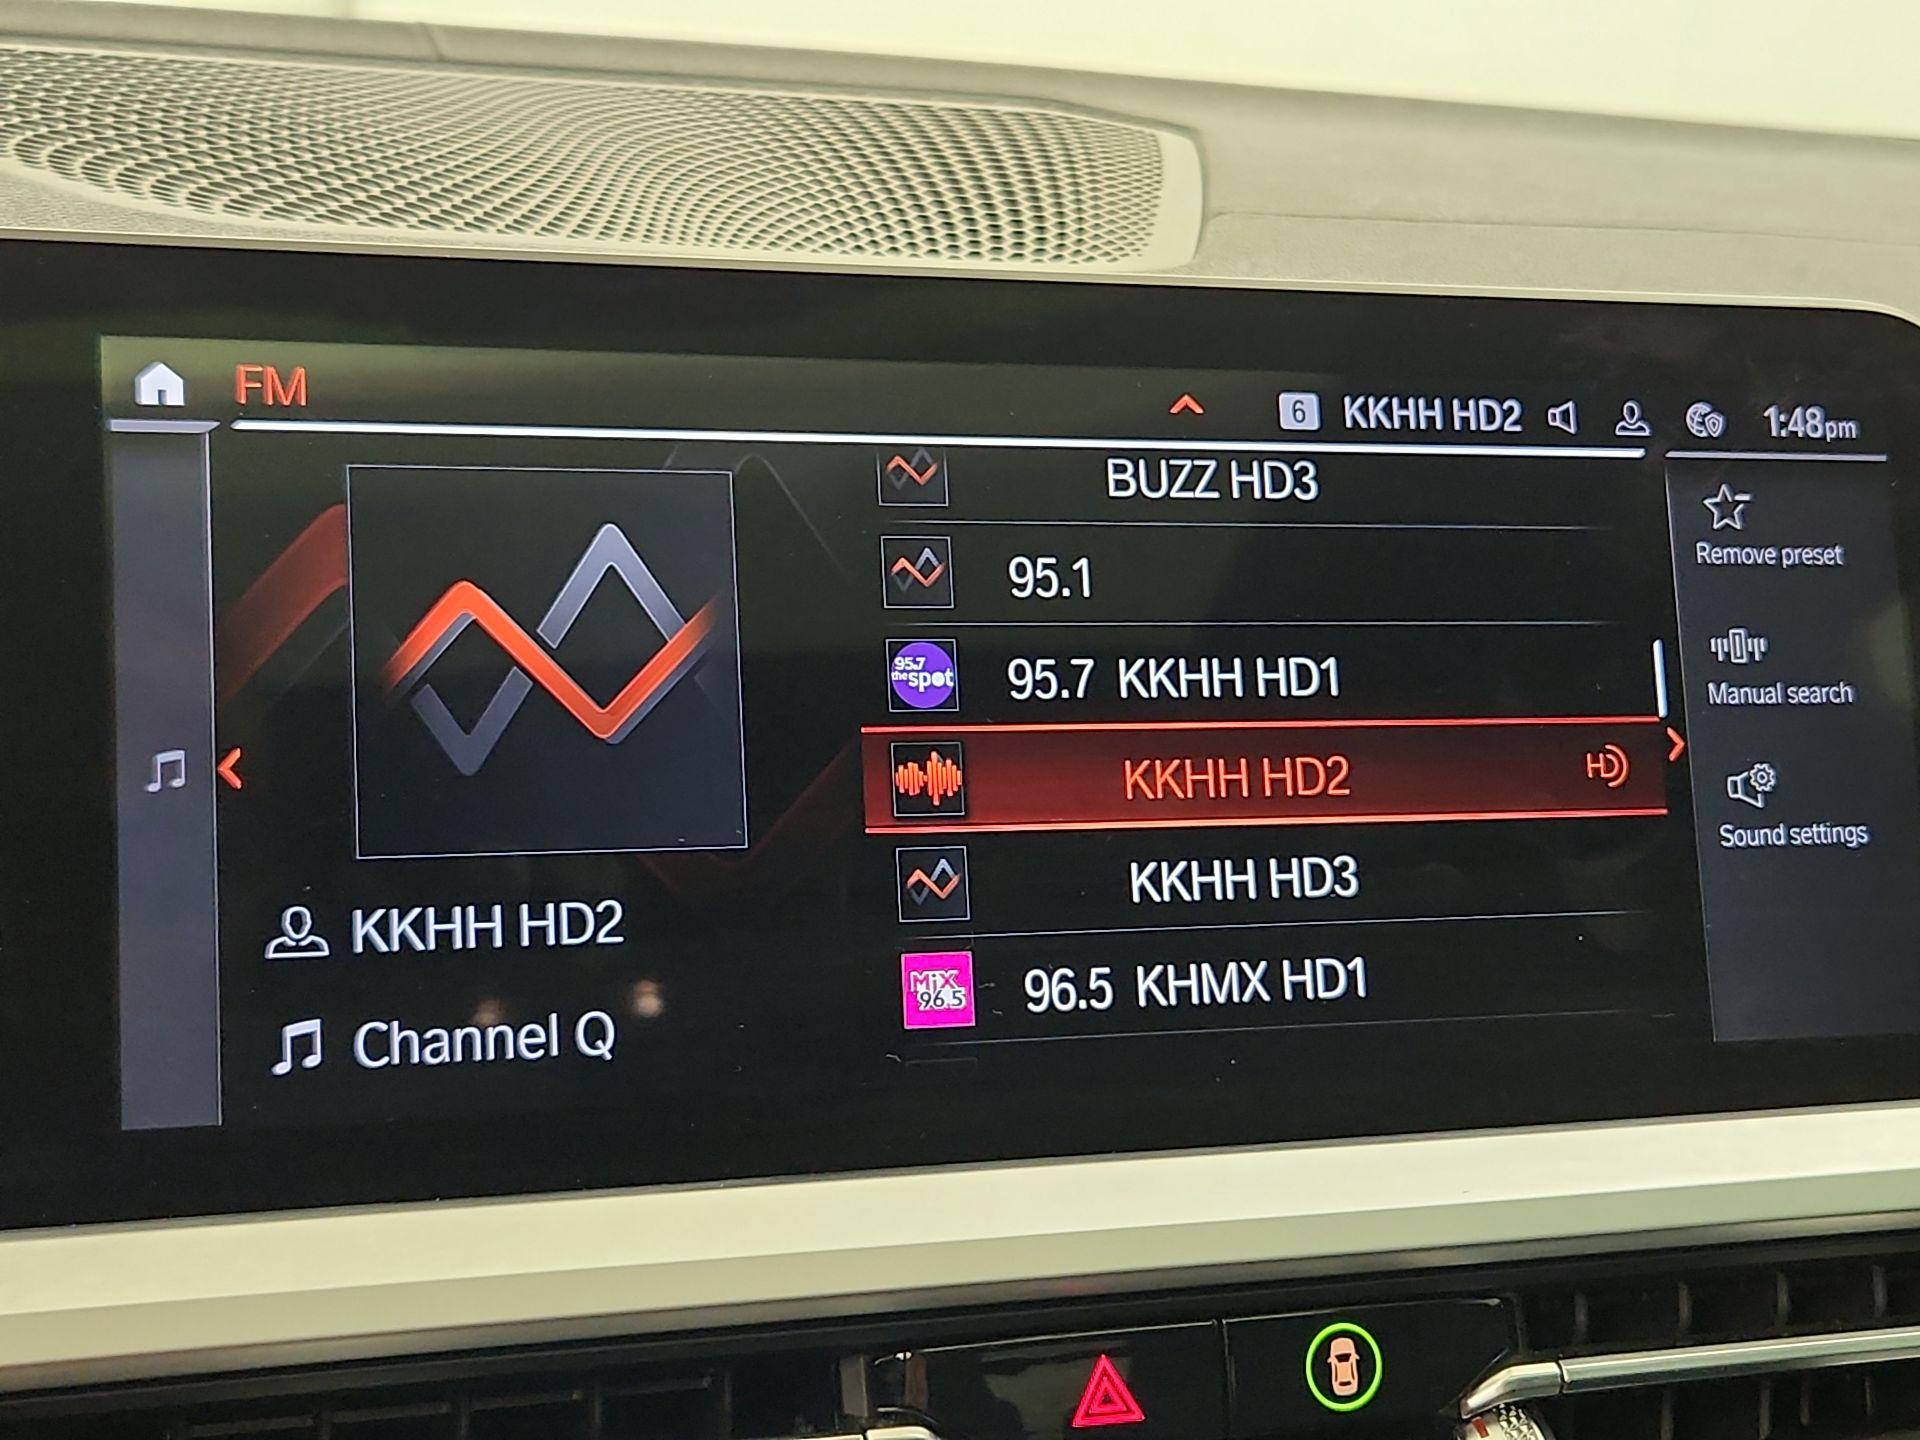 FM
6 KKHH HD2 1:48pm
BUZZ HD3
95.1
95.7 the spot
95.7 KKHH HD1
KKHH HD2 HD
KKHH HD3
MiX 96.5
96.5 KHMX HD1
KKHH HD2
Channel Q
Remove preset
Manual search
Sound settings